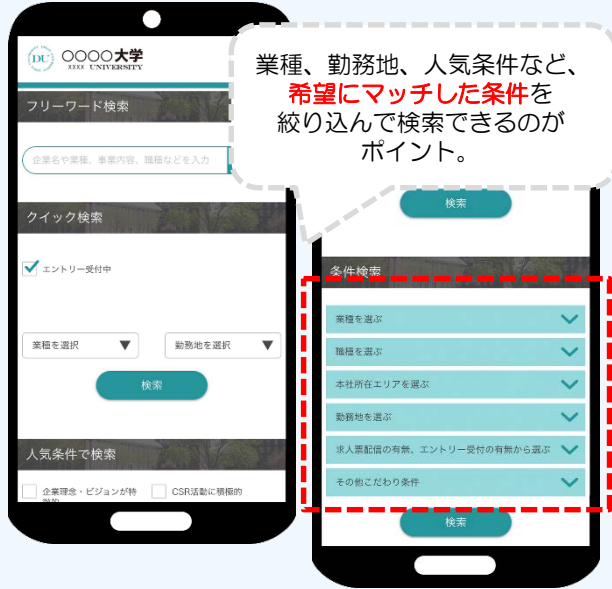 DU
〇〇〇〇大学
XXXX UNIVERSITY
フリーワード検索
企業名や業種、事業内容、職種などを入力
クイック検索
エントリー受付中
業種を選択 ▼
勤務地を選択 ▼
検索
人気条件で検索
企業理念・ビジョンが特
CSR活動に積極的
業種、勤務地、人気条件など、
希望にマッチした条件を
絞り込んで検索できるのが
ポイント。
検索
条件検索
業種を選ぶ
職種を選ぶ
本社所在エリアを選ぶ
勤務地を選ぶ
求人票配信の有無、エントリー受付の有無から選ぶ
その他こだわり条件
検索